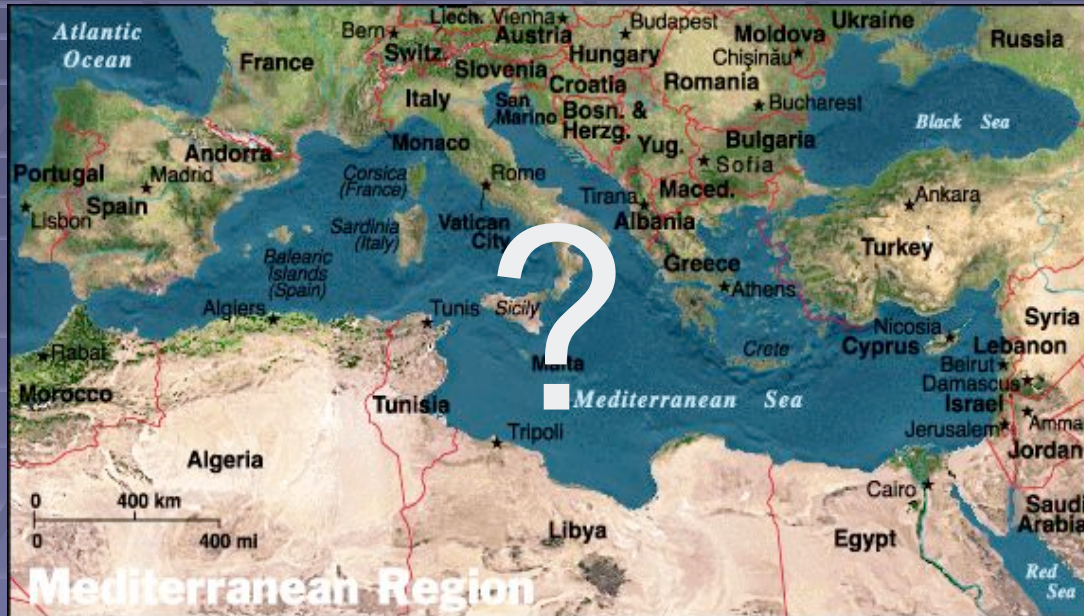 Atlantic
Ocean
France
Bern
Switz.
Liech.
Vienna
Austria
Budapest
Hungary
Moldova
Chişinău
Ukraine
Russia
Slovenia
Croatia
Romania
Bucharest
Italy
San
Marino
Bosn. &
Herzg.
Yug.
Bulgaria
Sofia
Black Sea
Monaco
Andorra
Portugal
Madrid
Spain
Lisbon
Corsica
(France)
Rome
Tirana
Maced.
Albania
Ankara
Turkey
Sardinia
(Italy)
Vatican
City
Balearic
Islands
(Spain)
Greece
Athens
?
Algiers
Tunis
Sicily
Crete
Nicosia
Cyprus
Syria
Lebanon
Beirut
Damascus
Israel
Jerusalem
Amma
Jordan
Rabat
Morocco
Malta
Mediterranean Sea
Tunisia
Tripoli
Algeria
Cairo
Saudi
Arabia
0 400 km
0 400 mi
Libya
Egypt
Red
Sea
Mediterranean Region